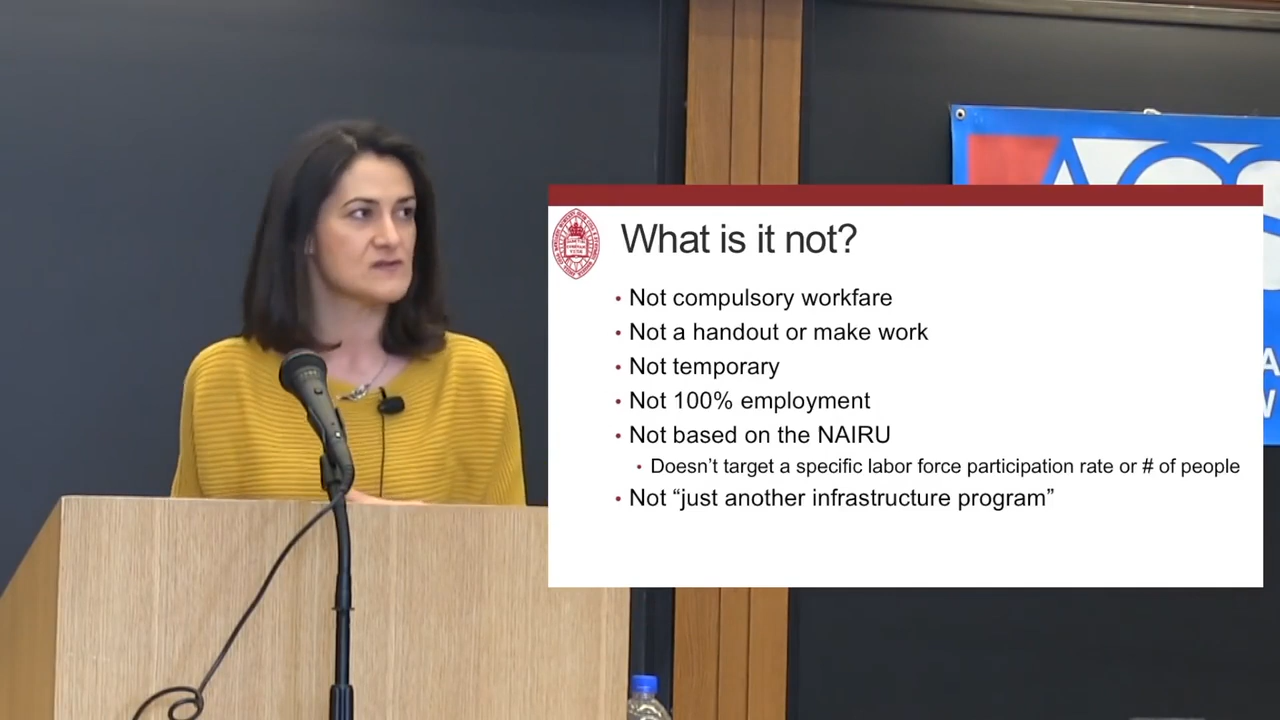 What is it not?
• Not compulsory workfare
• Not a handout or make work
• Not temporary
• Not 100% employment
• Not based on the NAIRU
• Doesn’t target a specific labor force participation rate or # of people
• Not “just another infrastructure program”